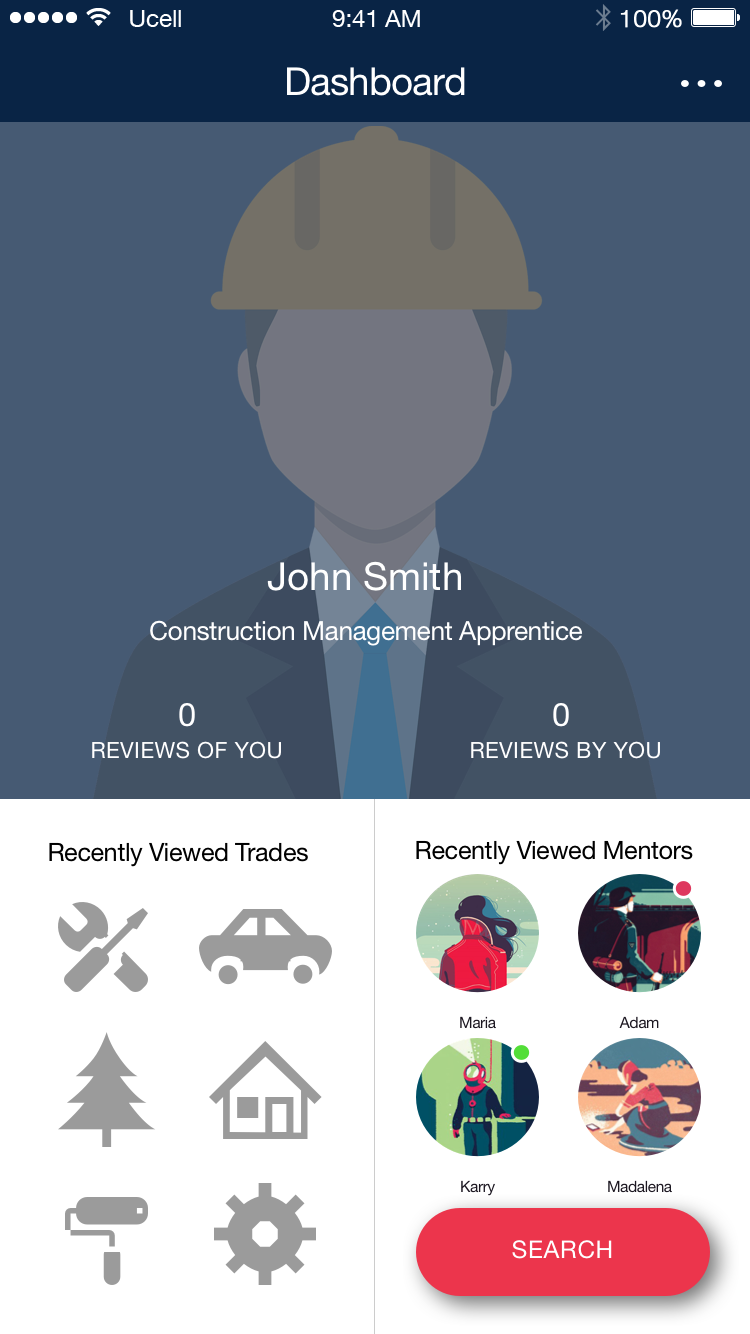 Ucell 9:41 AM 100%
Dashboard
John Smith
Construction Management Apprentice
0 0
REVIEWS OF YOU REVIEWS BY YOU
Recently Viewed Trades
Recently Viewed Mentors
Maria Adam
Karry Madalena
SEARCH